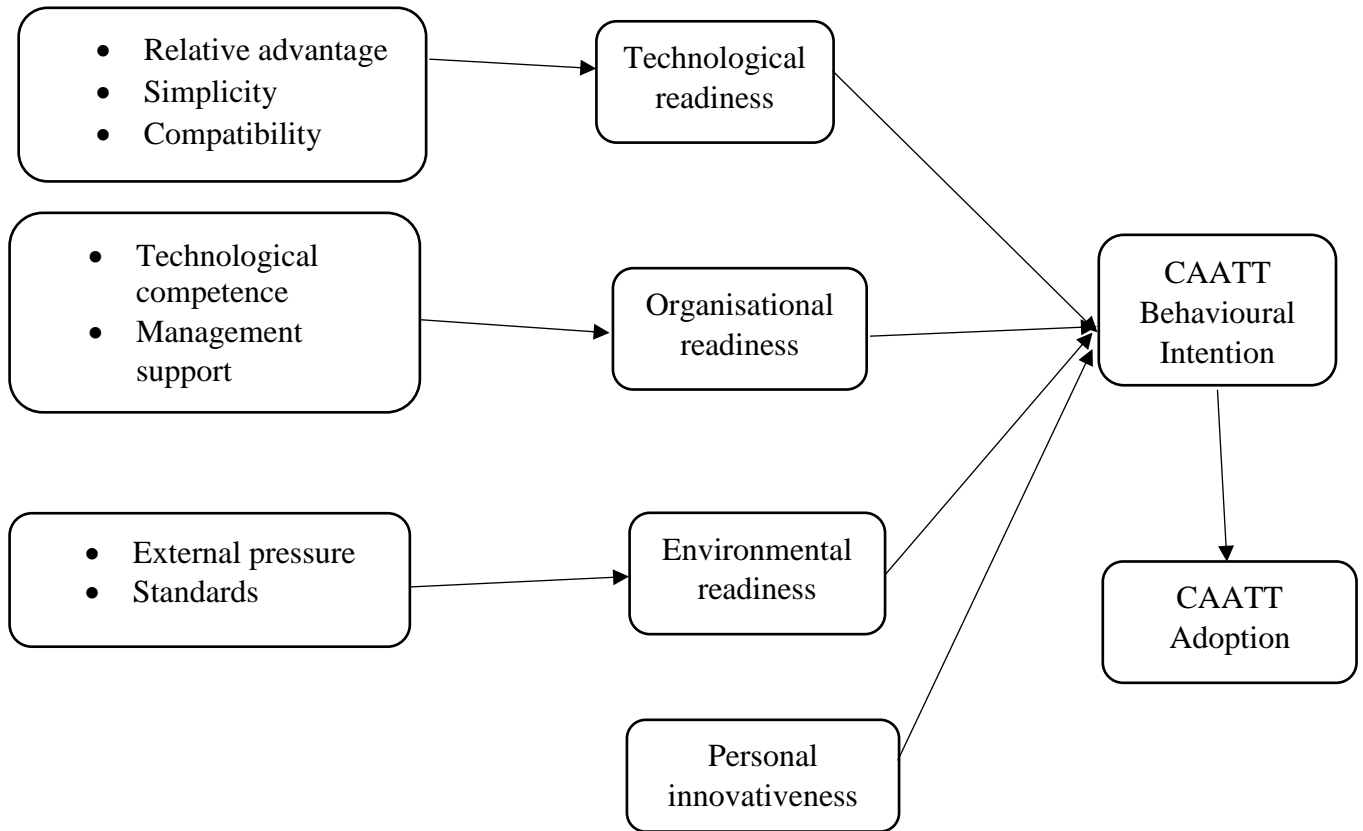 • Relative advantage
• Simplicity
• Compatibility
Technological
readiness
• Technological
competence
• Management
support
Organisational
readiness
CAATT
Behavioural
Intention
• External pressure
• Standards
Environmental
readiness
CAATT
Adoption
Personal
innovativeness